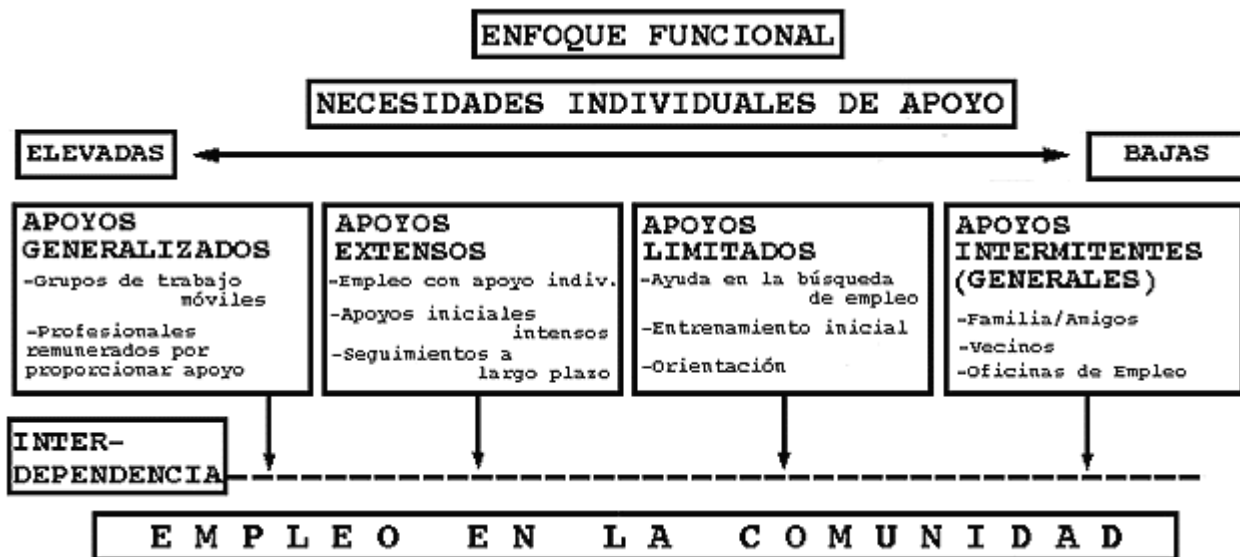 ENFOQUE FUNCIONAL
NECESIDADES INDIVIDUALES DE APOYO
ELEVADAS
BAJAS
APOYOS
GENERALIZADOS
-Grupos de trabajo
móviles
-Profesionales
remunerados por
proporcionar apoyo
APOYOS
EXTENSOS
-Empleo con apoyo indiv.
-Apoyos iniciales
intensos
-Seguimientos a
largo plazo
APOYOS
LIMITADOS
-Ayuda en la búsqueda
de empleo
-Entrenamiento inicial
-Orientación
APOYOS
INTERMITENTES
(GENERALES)
-Familia/Amigos
-Vecinos
-Oficinas de Empleo
INTER-
DEPENDENCIA
EMPLEO EN LA COMUNIDAD